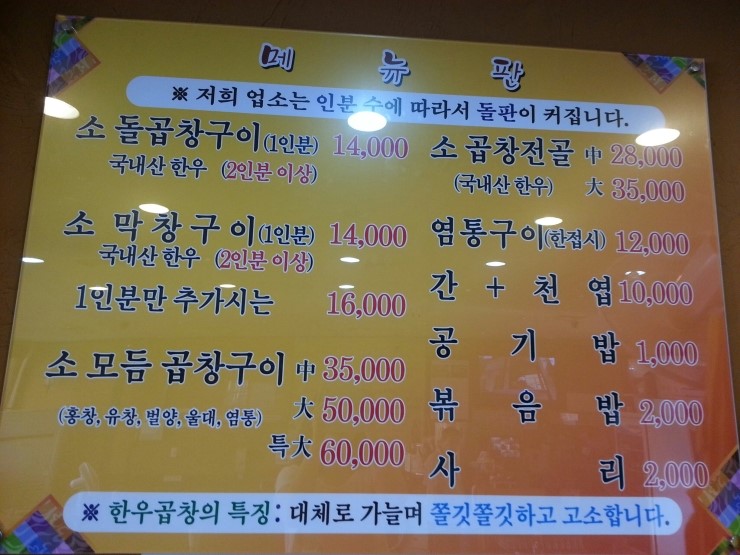 메뉴판
※ 저희 업소는 인분 수에 따라서 돌판이 커집니다.
소 돌곱창구이(1인분) 14,000
국내산 한우 (2인분 이상)
소 막창구이(1인분) 14,000
국내산 한우 (2인분 이상)
1인분만 추가시는 16,000
소 모듬 곱창구이 中 35,000
(홍창, 유창, 벌양, 울대, 염통) 大 50,000
특大 60,000
소 곱창전골 中 28,000
(국내산 한우) 大 35,000
염통구이(한접시) 12,000
간 + 천엽 10,000
공기밥 1,000
볶음밥 2,000
사리 2,000
※ 한우곱창의 특징: 대체로 가늘며 쫄깃쫄깃하고 고소합니다.